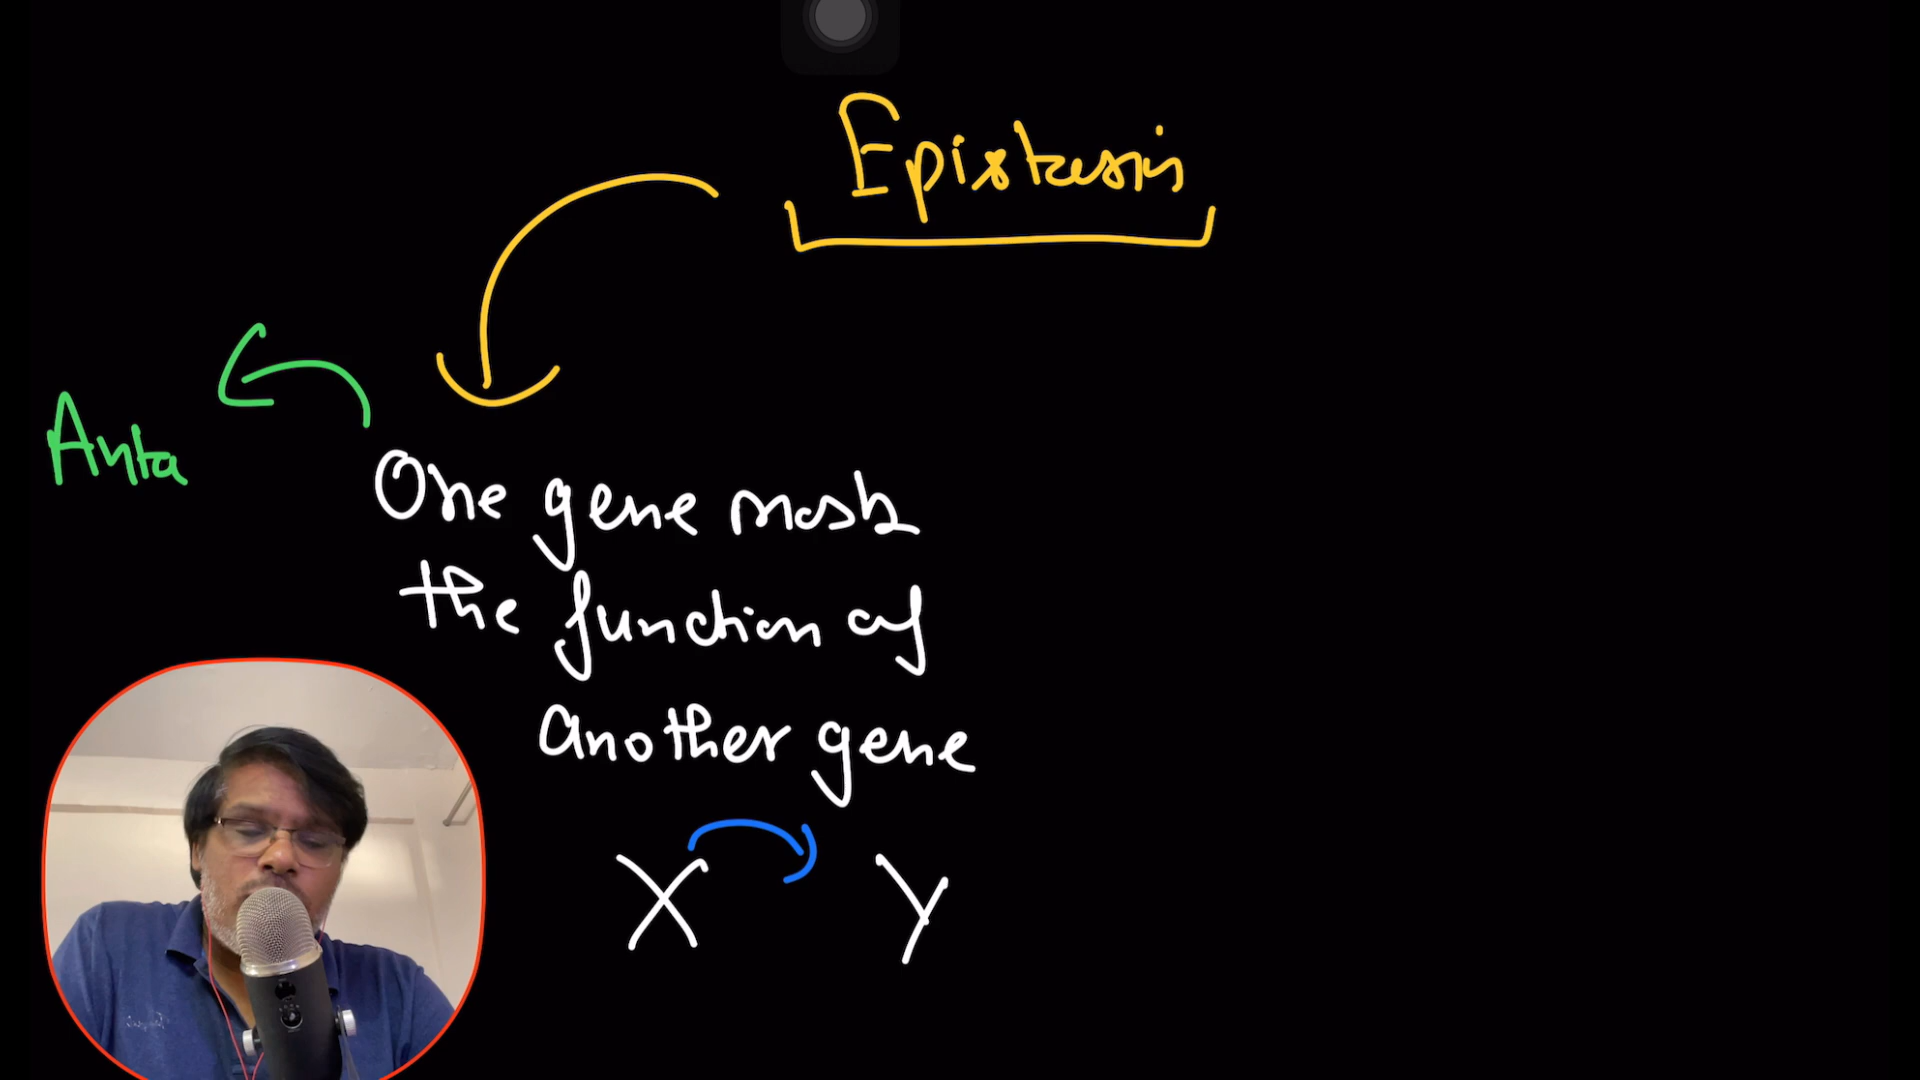 Epistasis
Anta
One gene mask
the function of
another gene
X Y